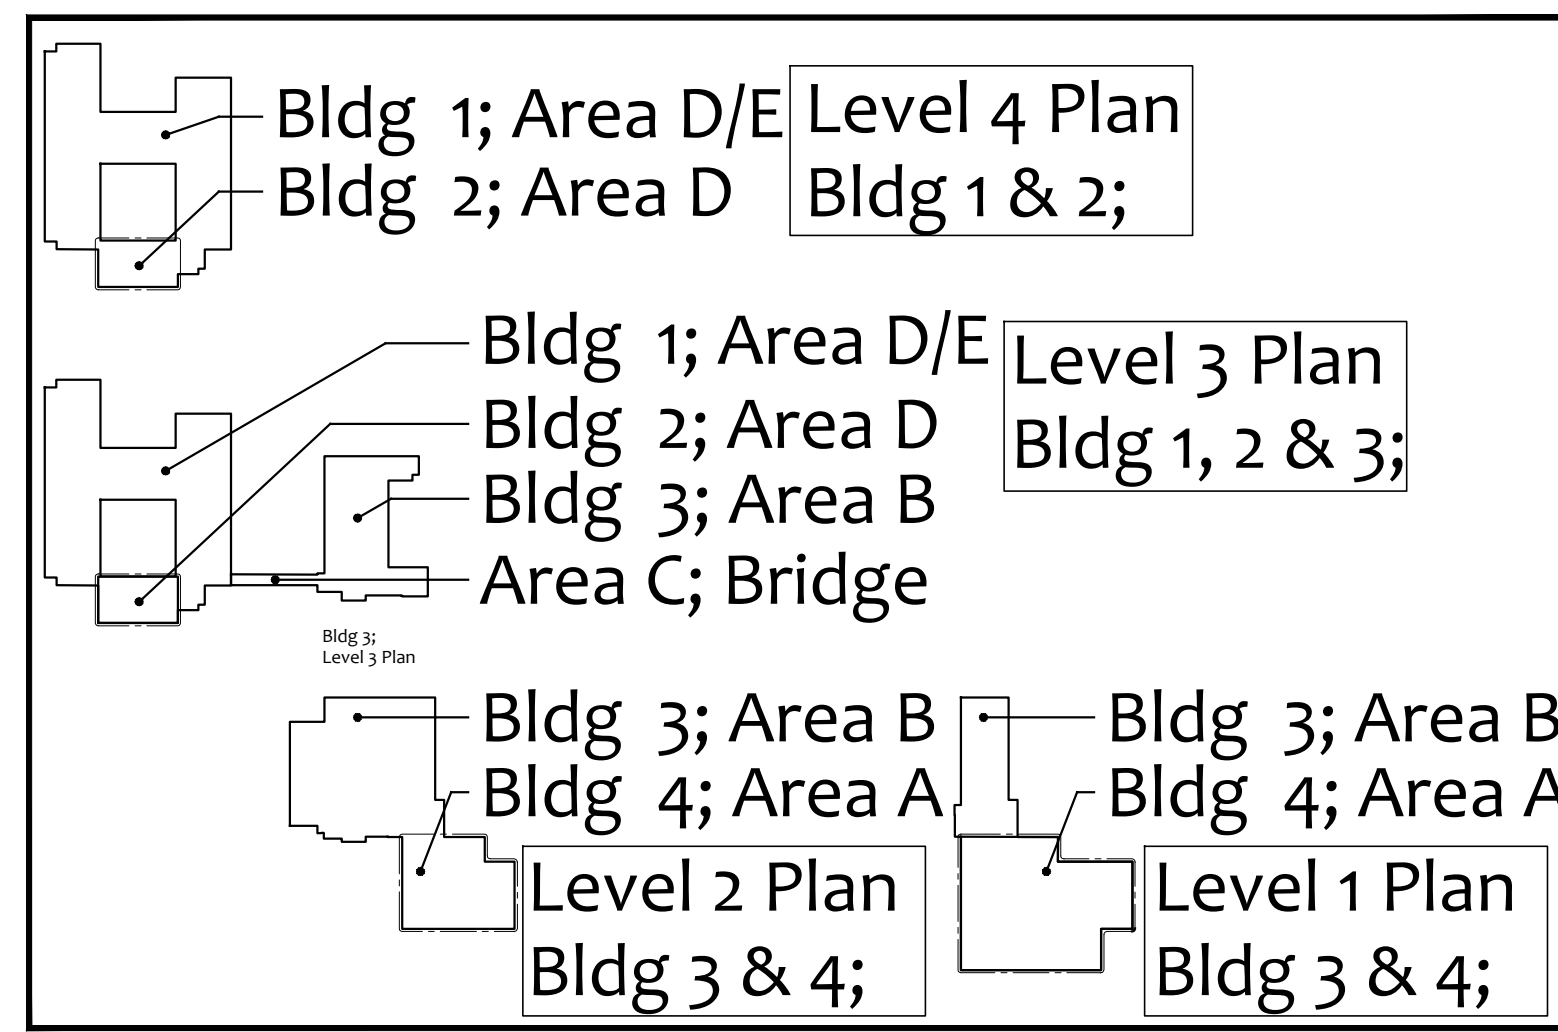 Bldg 1; Area D/E
Bldg 2; Area D
Level 4 Plan
Bldg 1 & 2;
Bldg 1; Area D/E
Bldg 2; Area D
Bldg 3; Area B
Area C; Bridge
Level 3 Plan
Bldg 1, 2 & 3;
Bldg 3;
Level 3 Plan
Bldg 3; Area B
Bldg 4; Area A
Level 2 Plan
Bldg 3 & 4;
Bldg 3; Area B
Bldg 4; Area A
Level 1 Plan
Bldg 3 & 4;